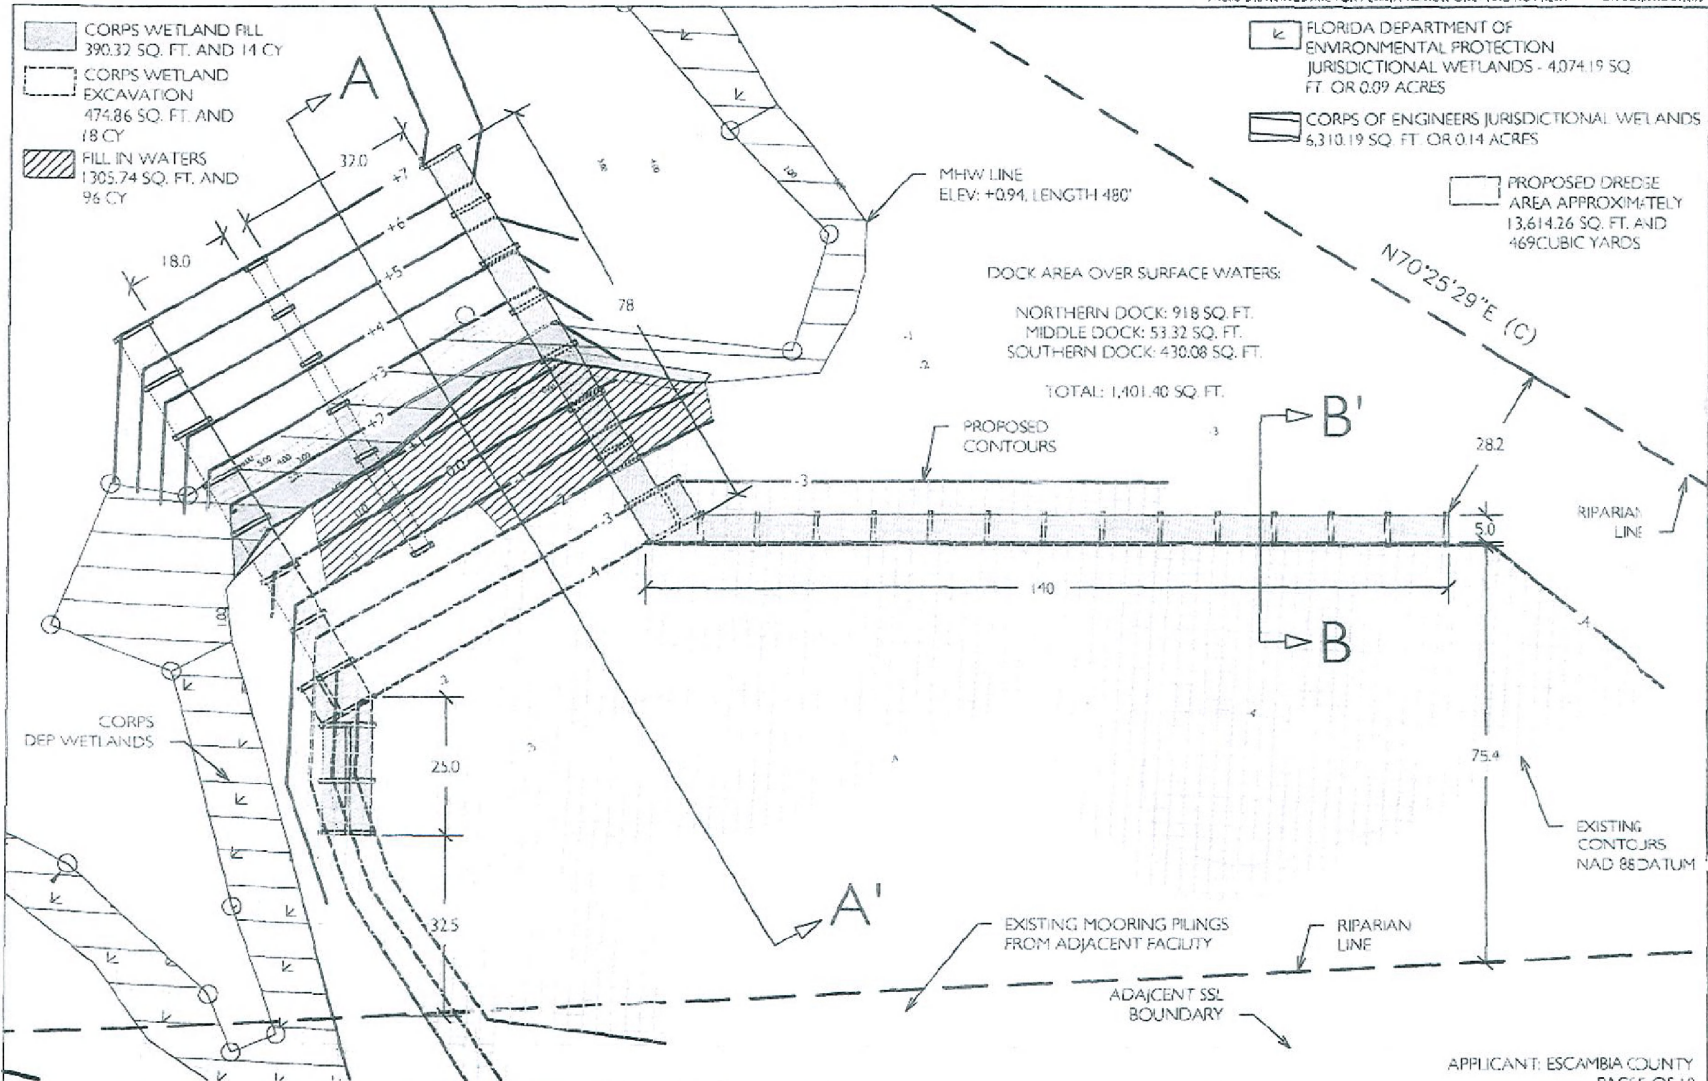 CORPS WETLAND FILL
390.32 SQ. FT. AND 14 CY
CORPS WETLAND
EXCAVATION
474.86 SQ. FT. AND
18 CY
FILL IN WATERS
1305.74 SQ. FT. AND
96 CY
FLORIDA DEPARTMENT OF
ENVIRONMENTAL PROTECTION
JURISDICTIONAL WETLANDS - 4,074.19 SQ
FT. OR 0.09 ACRES
CORPS OF ENGINEERS JURISDICTIONAL WETLANDS
6,310.19 SQ. FT. OR 0.14 ACRES
PROPOSED DREDGE
AREA APPROXIMATELY
13,614.26 SQ. FT. AND
469CUBIC YARDS
A
37.0
18.0
+7
+6
+5
+4
+3
+2
78
MHW LINE
ELEV: +0.94, LENGTH 480'
N70°25'29"E (C)
DOCK AREA OVER SURFACE WATERS:
NORTHERN DOCK: 918 SQ. FT.
MIDDLE DOCK: 53.32 SQ. FT.
SOUTHERN DOCK: 430.08 SQ. FT.
TOTAL: 1,401.40 SQ. FT.
-1
-2
-3
PROPOSED
CONTOURS
B'
28.2
-3
-3
-4
5.0
RIPARIAN
LINE
140
B
CORPS
DEP WETLANDS
25.0
75.4
EXISTING
CONTOURS
NAD 88 DATUM
A'
32.5
EXISTING MOORING PILINGS
FROM ADJACENT FACILITY
RIPARIAN
LINE
ADAJCENT SSL
BOUNDARY
APPLICANT: ESCAMBIA COUNTY